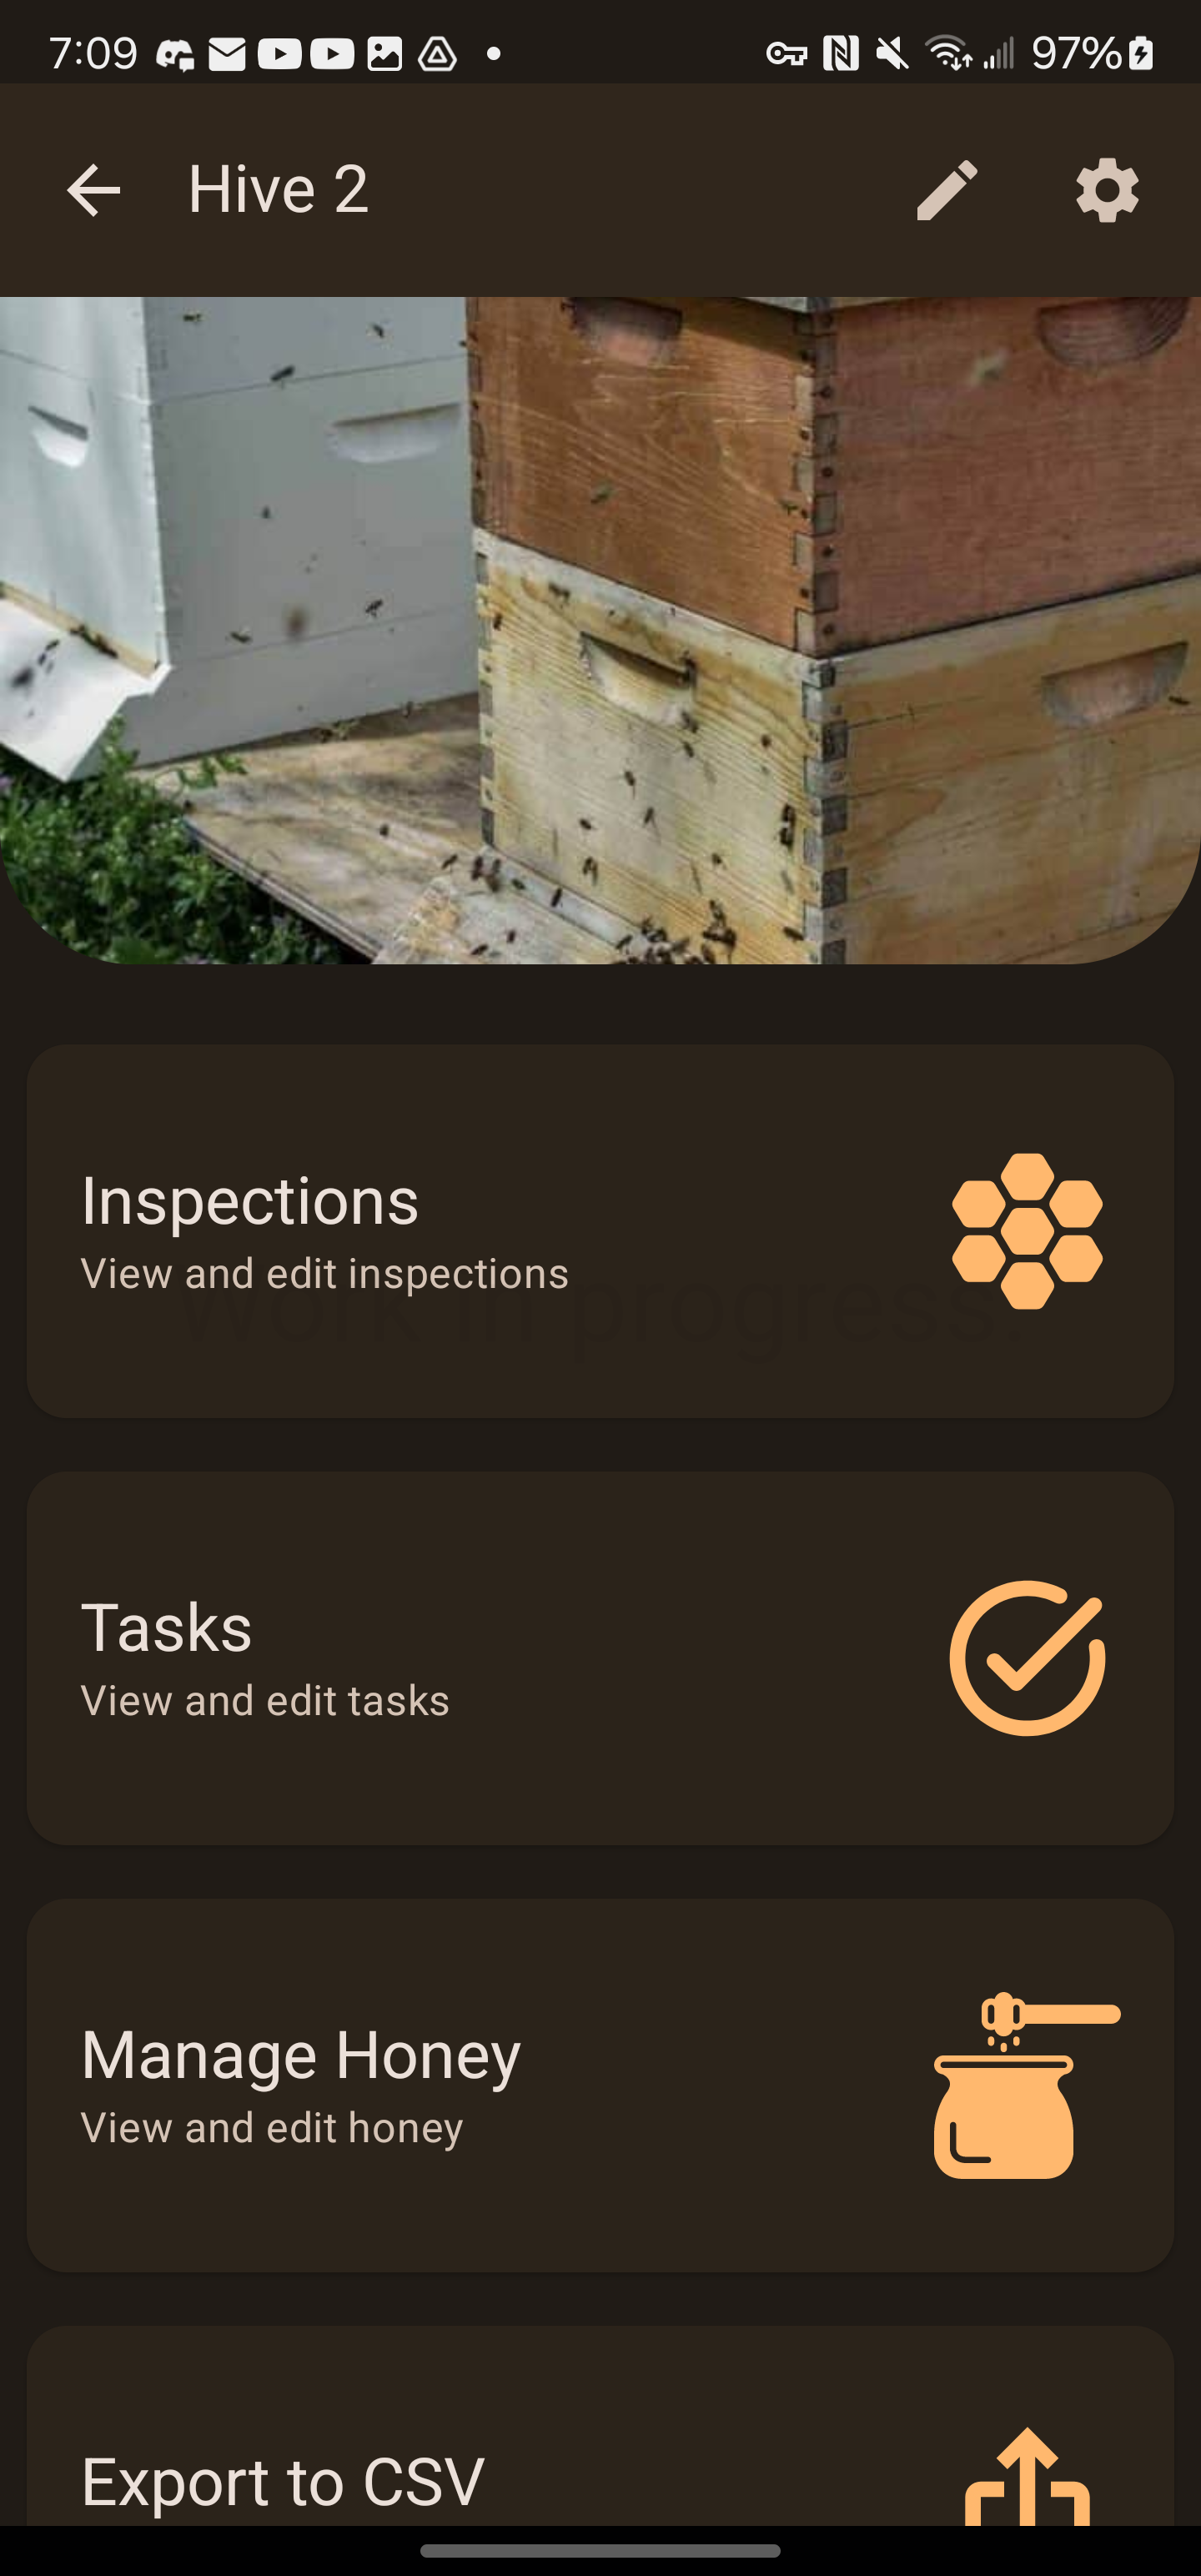 7:09 97%
Hive 2
Inspections
View and edit inspections
Work in progress.
Tasks
View and edit tasks
Manage Honey
View and edit honey
Export to CSV